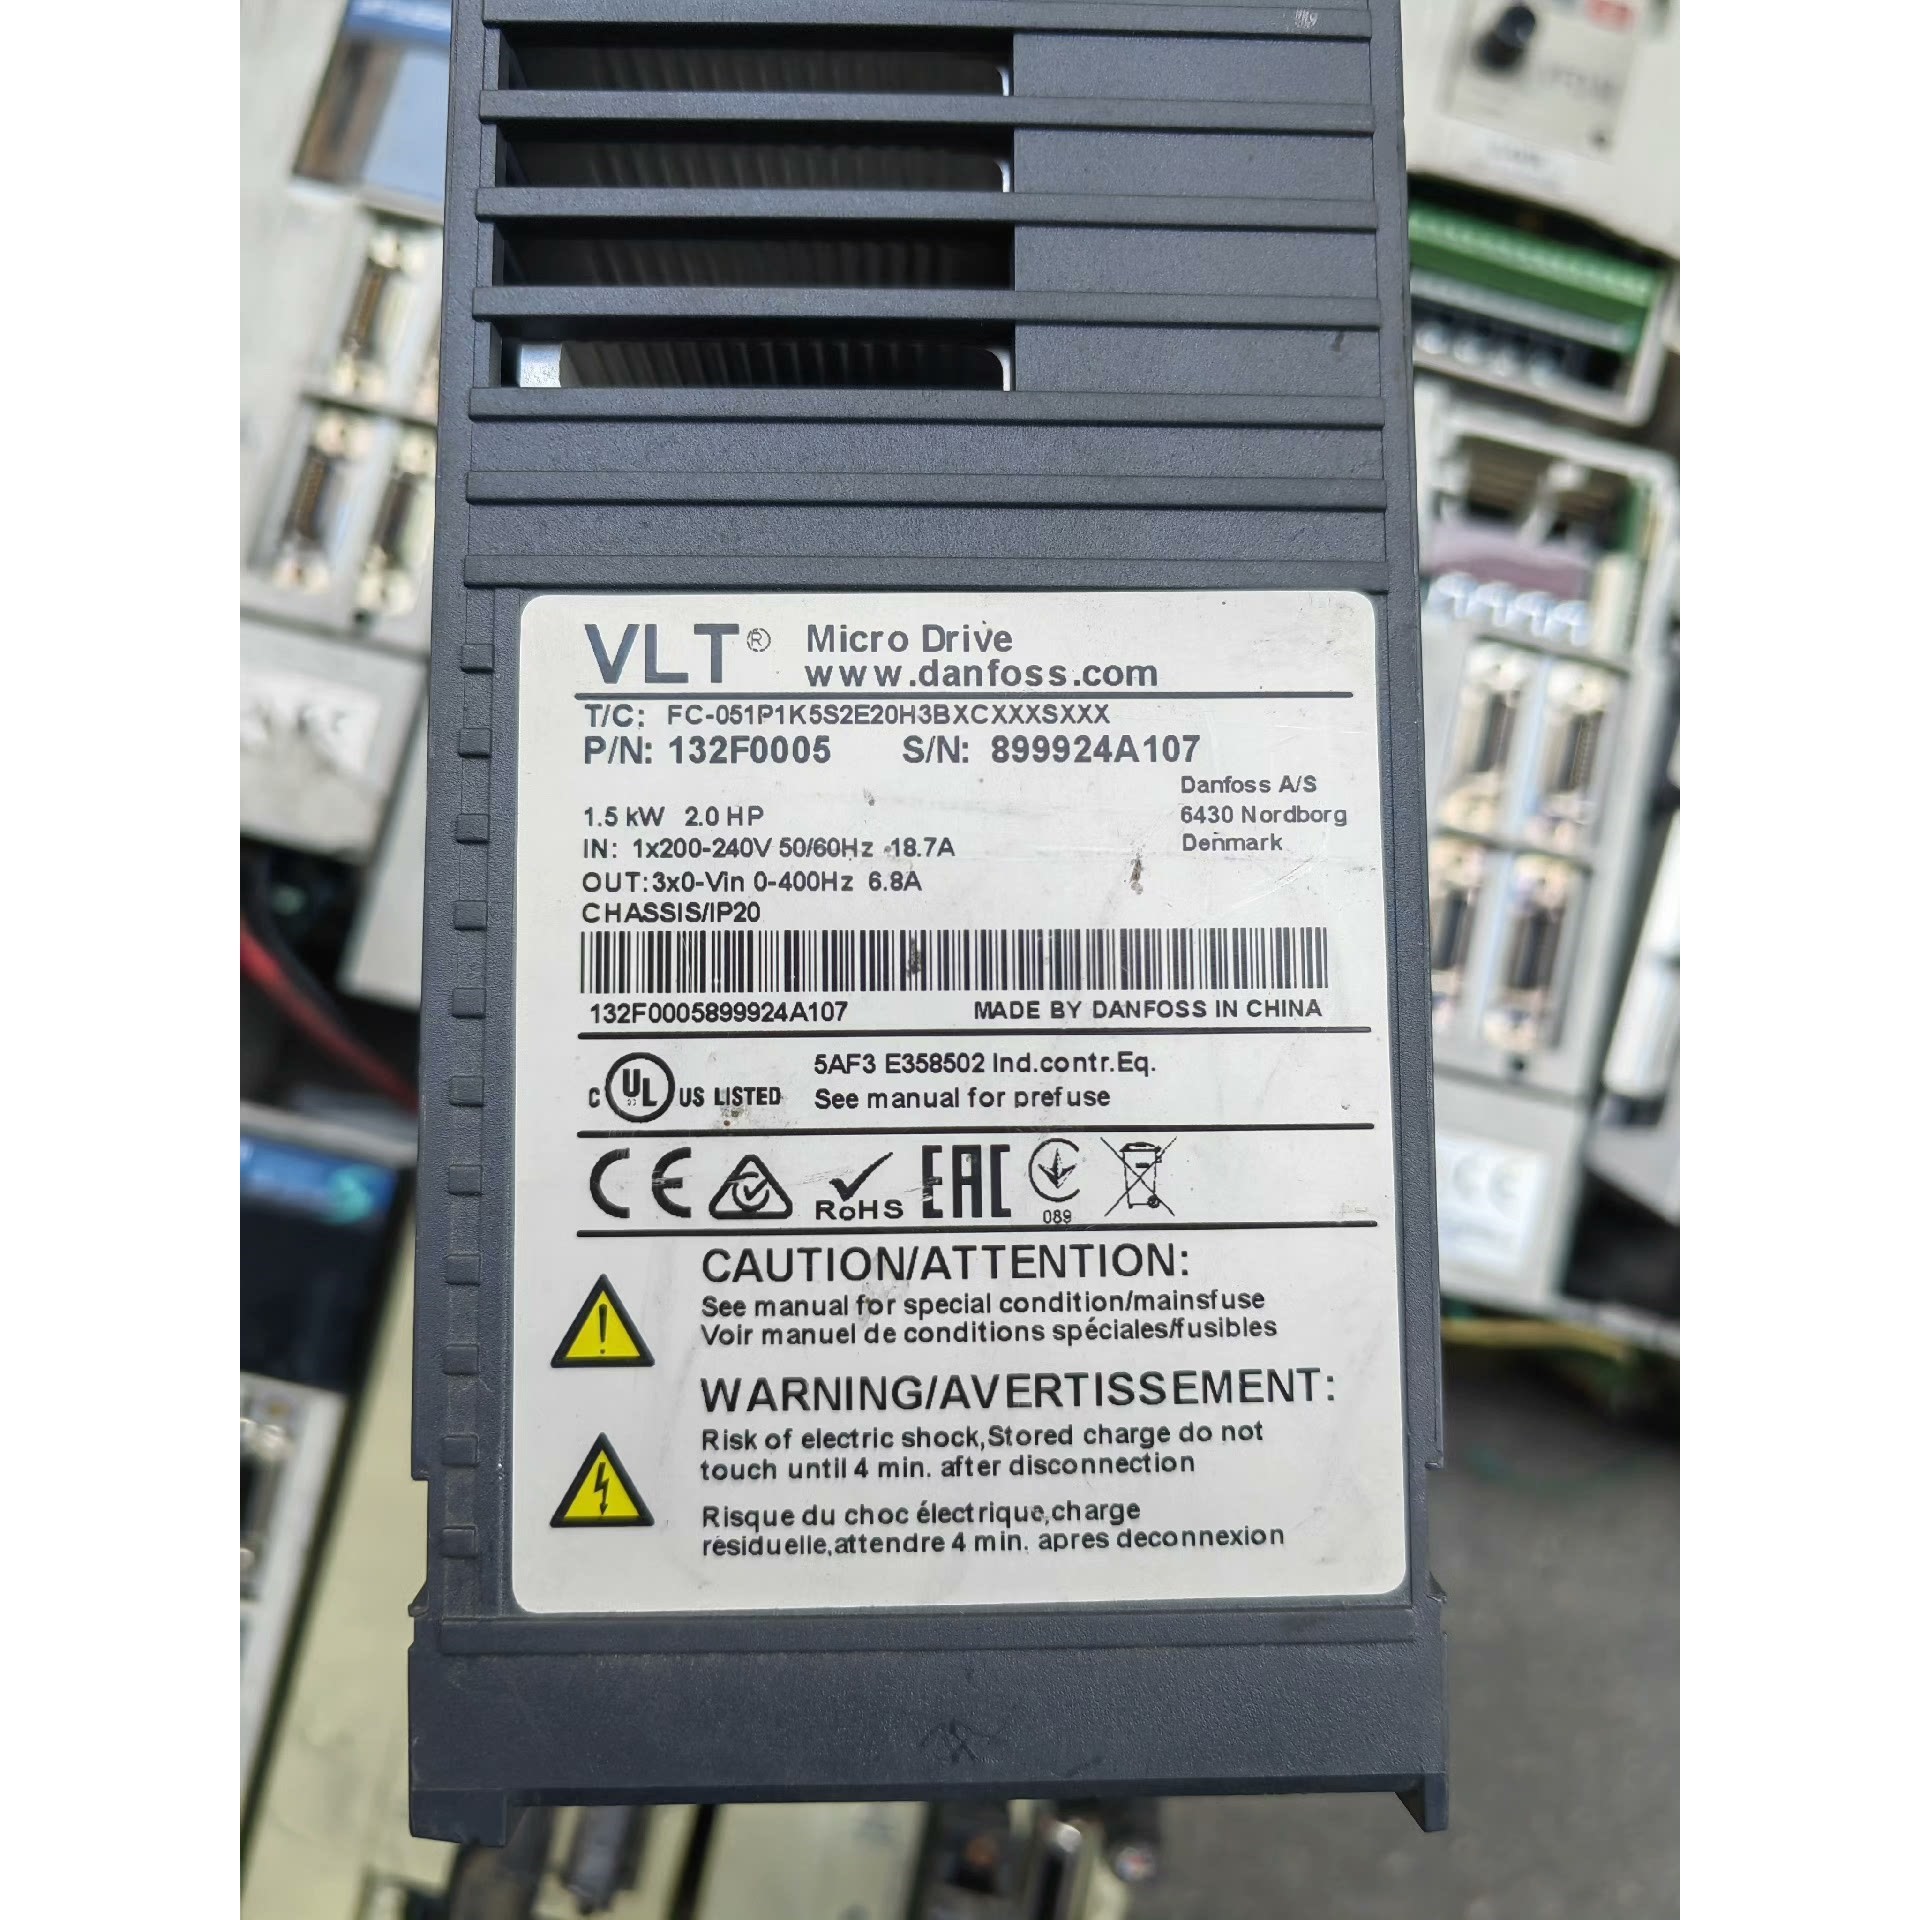 VLT® Micro Drive
www.danfoss.com
T/C: FC-051P1K5S2E20H3BXCXXXSXXX
P/N: 132F0005 S/N: 899924A107
Danfoss A/S
6430 Nordborg
Denmark
1.5 kW 2.0 HP
IN: 1x200-240V 50/60Hz 18.7A
OUT:3x0-Vin 0-400Hz 6.8A
CHASSIS/IP20
132F0005899924A107 MADE BY DANFOSS IN CHINA
C UL US LISTED
5AF3 E358502 Ind.contr.Eq.
See manual for prefuse
CE RoHS EAC 089
CAUTION/ATTENTION:
See manual for special condition/mainsfuse
Voir manuel de conditions spéciales/fusibles
WARNING/AVERTISSEMENT:
Risk of electric shock,Stored charge do not
touch until 4 min. after disconnection
Risque du choc électrique,charge
résiduelle,attendre 4 min. apres deconnexion
CE